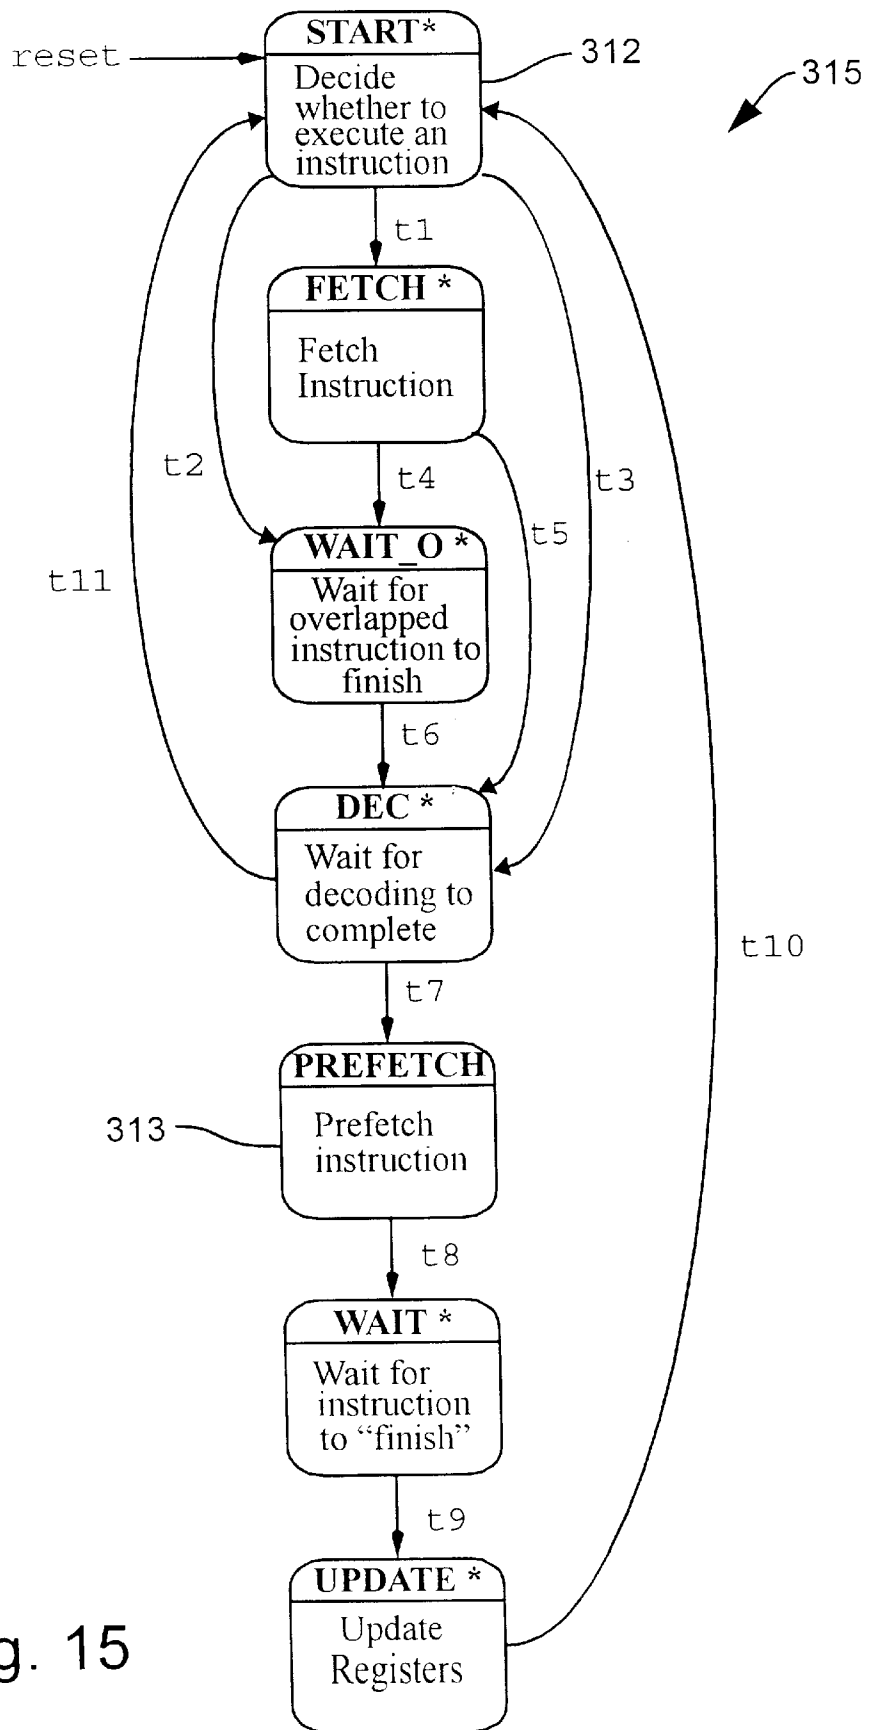 START*
reset
312
315
Decide
whether to
execute an
instruction
t1
FETCH *
Fetch
Instruction
t2
t4
t3
t5
WAIT_O *
t11
Wait for
overlapped
instruction to
finish
t6
DEC *
Wait for
decoding to
complete
t10
t7
PREFETCH
313
Prefetch
instruction
t8
WAIT *
Wait for
instruction
to “finish”
t9
UPDATE *
Update
Registers
g. 15